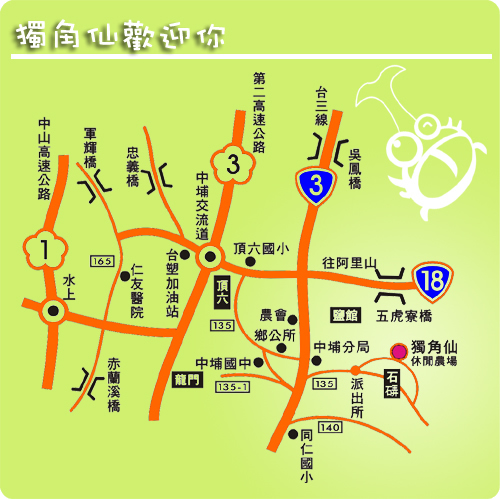 獨角仙歡迎你
第二高速公路
台三線
中山高速公路
軍輝橋
忠義橋
吳鳳橋
3
3
中埔交流道
1
165
台塑加油站
頂六國小
往阿里山
18
水上
仁友醫院
頂六
五虎寮橋
135
農會
鹽館
鄉公所
獨角仙
休閒農場
赤蘭溪橋
龍門
中埔國中
中埔分局
135-1
135
派出所
石硦
140
同仁國小